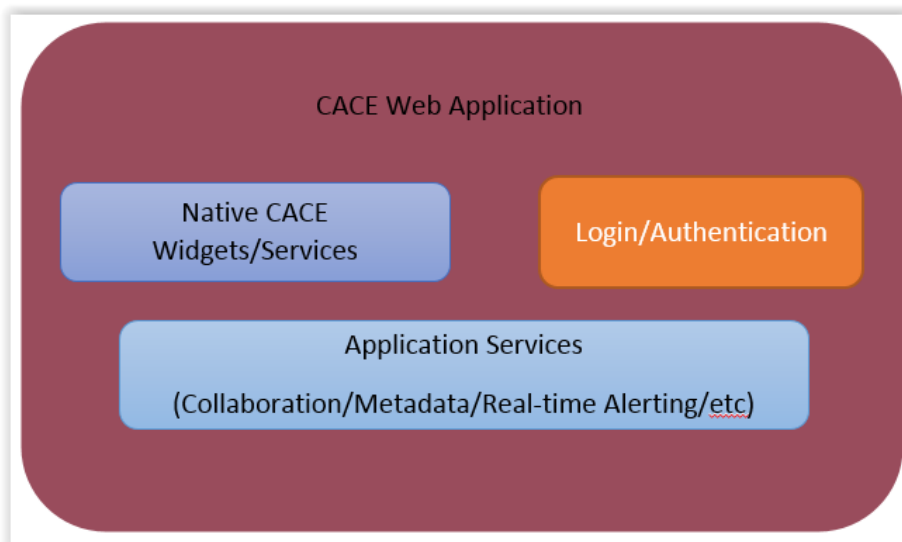 CACE Web Application
Native CACE
Widgets/Services
Login/Authentication
Application Services
(Collaboration/Metadata/Real-time Alerting/etc)